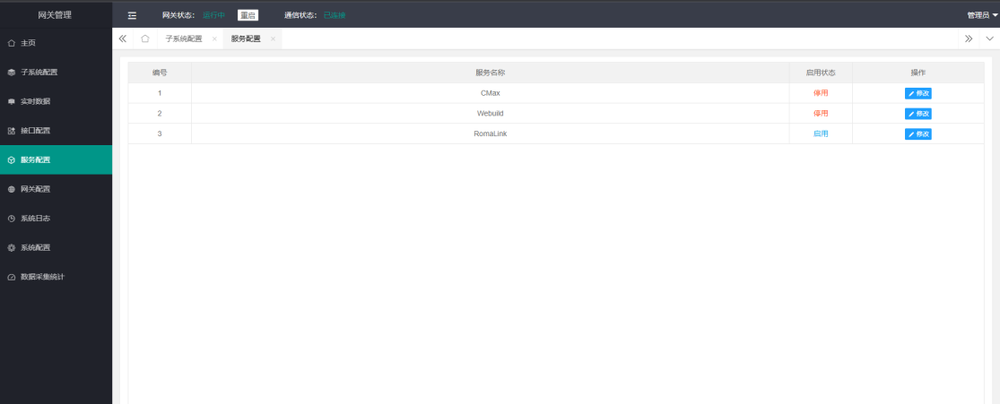 网关管理
网关状态: 运行中 重启 通信状态: 已连接 管理员
主页
子系统配置
实时数据
接口配置
服务配置
网关配置
系统日志
系统配置
数据采集统计
子系统配置 × 服务配置 ×
编号 服务名称 启用状态 操作
1 CMax 停用 修改
2 Webuild 停用 修改
3 RomaLink 启用 修改